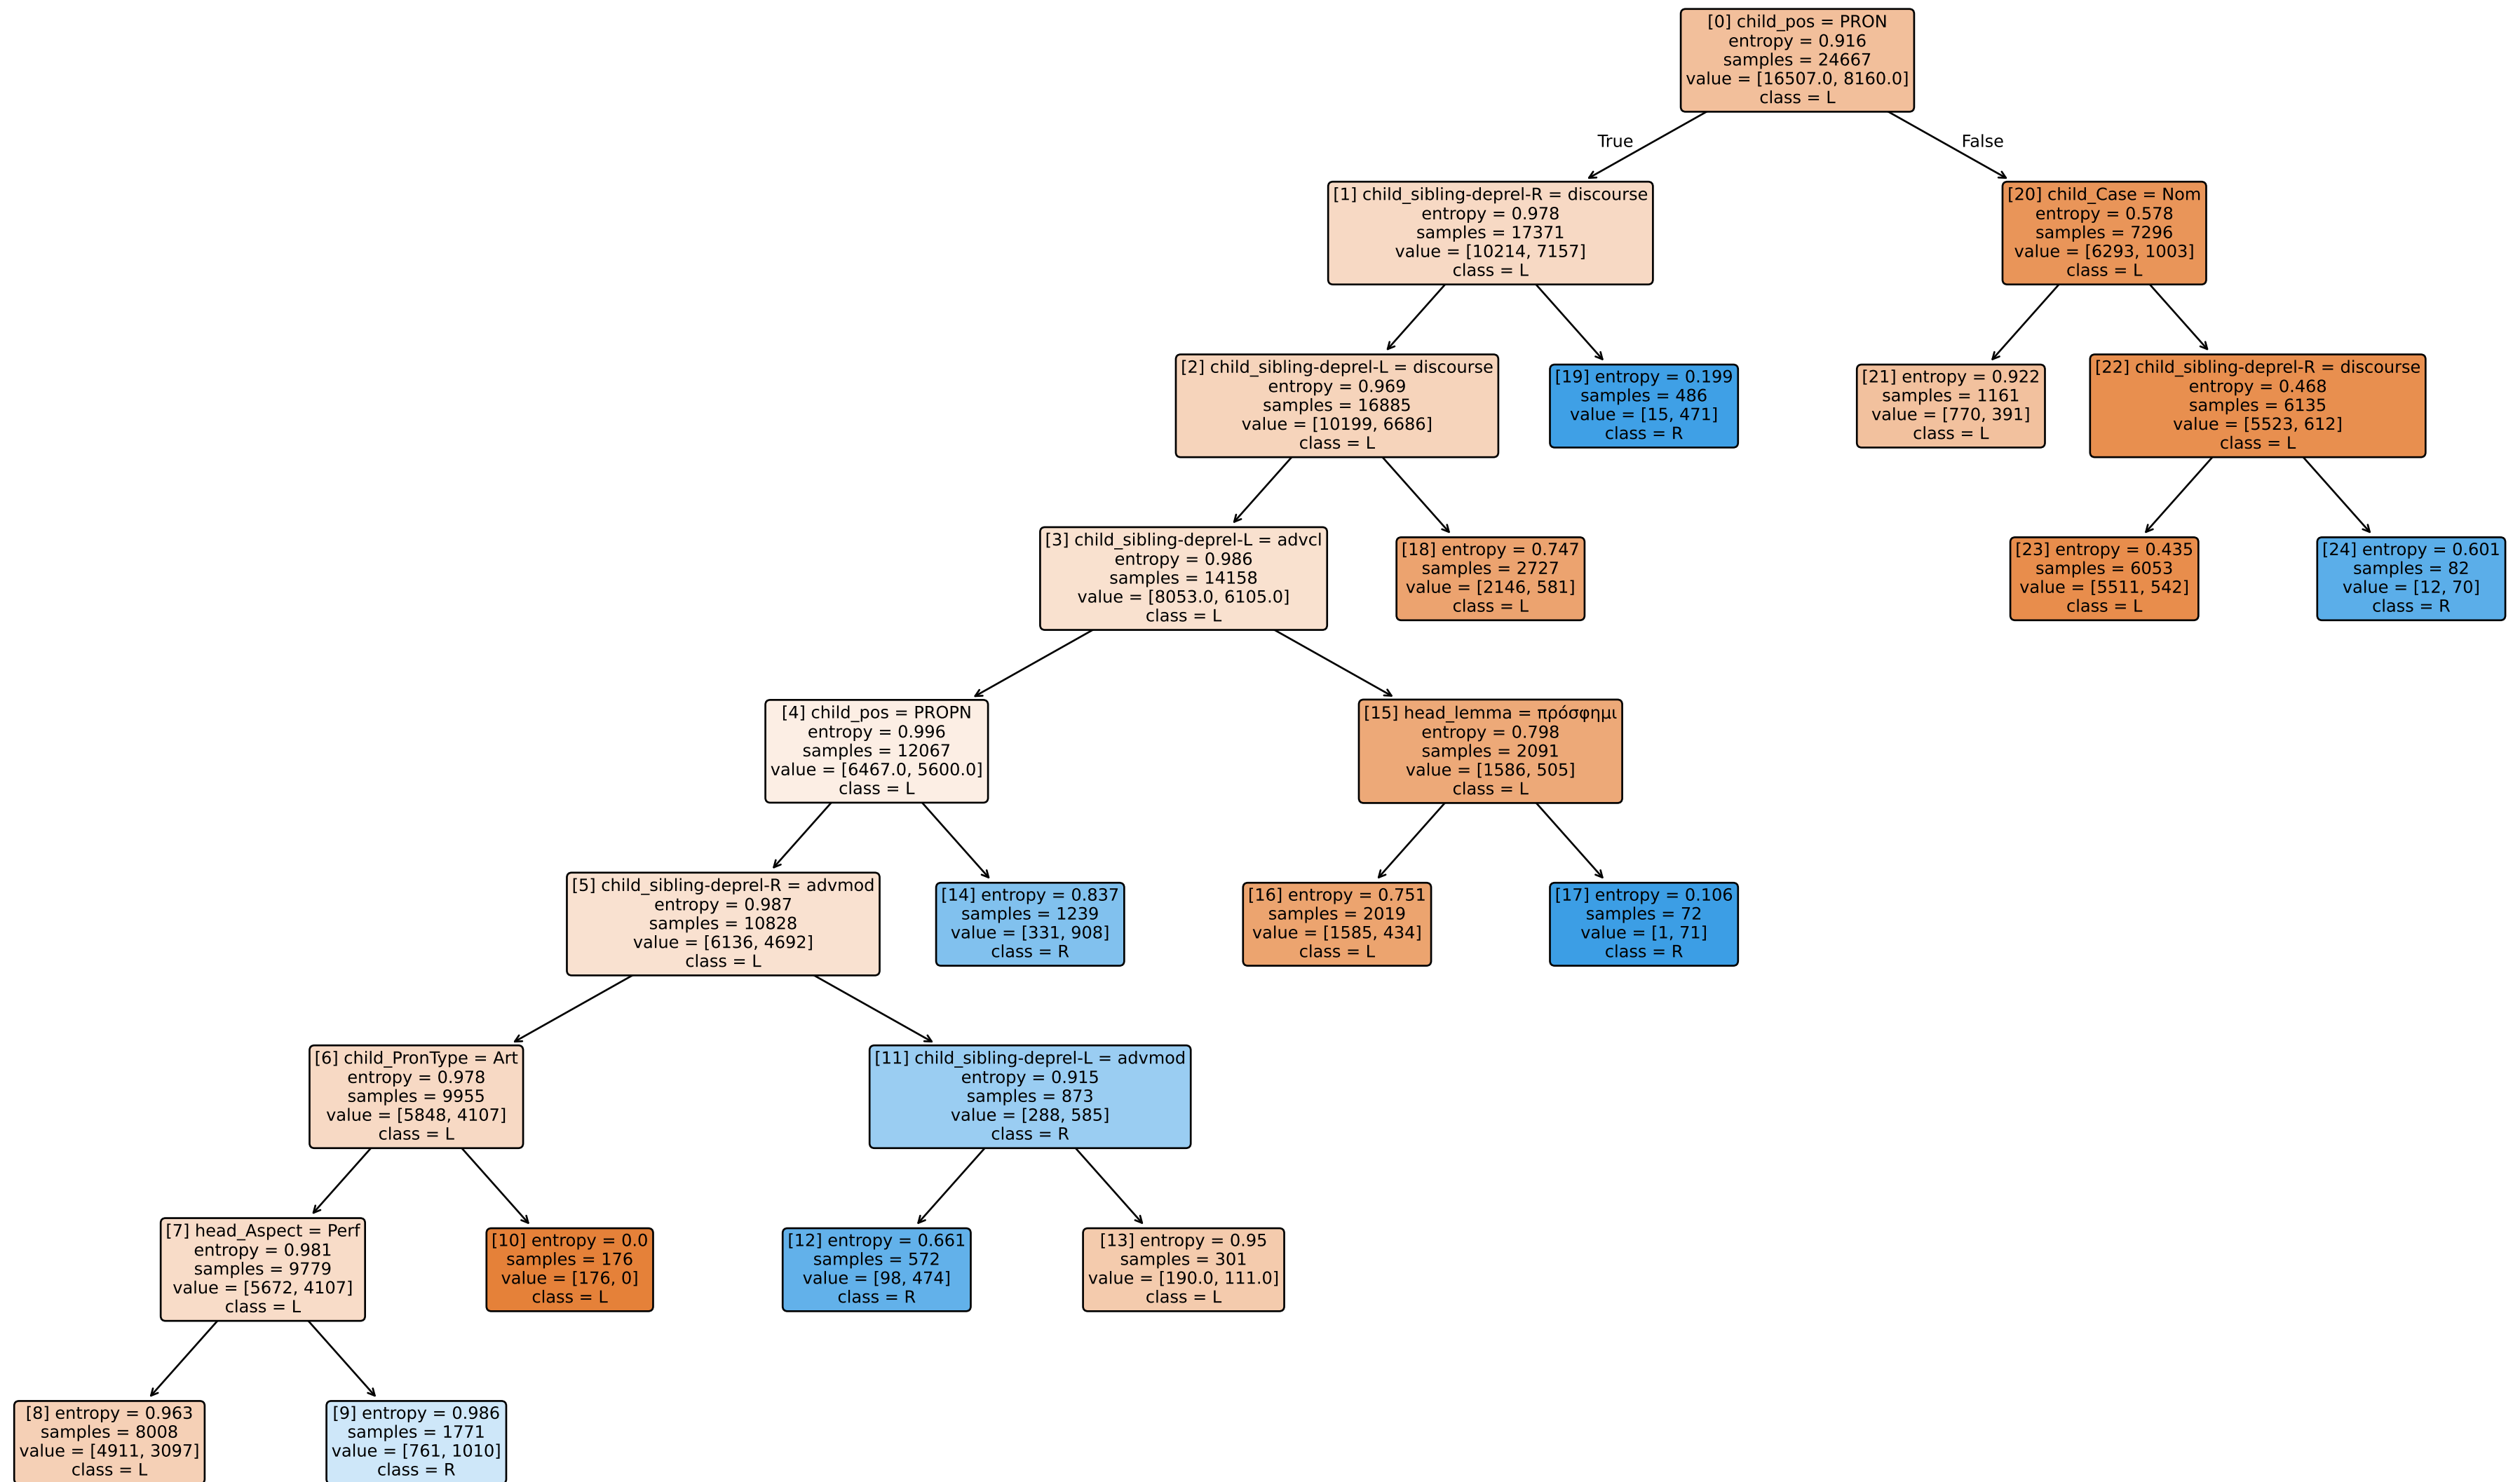 [0] child_pos = PRON
entropy = 0.916
samples = 24667
value = [16507.0, 8160.0]
class = L
True
False
[1] child_sibling-deprel-R = discourse
entropy = 0.978
samples = 17371
value = [10214, 7157]
class = L
[20] child_Case = Nom
entropy = 0.578
samples = 7296
value = [6293, 1003]
class = L
[2] child_sibling-deprel-L = discourse
entropy = 0.969
samples = 16885
value = [10199, 6686]
class = L
[19] entropy = 0.199
samples = 486
value = [15, 471]
class = R
[21] entropy = 0.922
samples = 1161
value = [770, 391]
class = L
[22] child_sibling-deprel-R = discourse
entropy = 0.468
samples = 6135
value = [5523, 612]
class = L
[3] child_sibling-deprel-L = advcl
entropy = 0.986
samples = 14158
value = [8053.0, 6105.0]
class = L
[18] entropy = 0.747
samples = 2727
value = [2146, 581]
class = L
[23] entropy = 0.435
samples = 6053
value = [5511, 542]
class = L
[24] entropy = 0.601
samples = 82
value = [12, 70]
class = R
[4] child_pos = PROPN
entropy = 0.996
samples = 12067
value = [6467.0, 5600.0]
class = L
[15] head_lemma = πρόσφημι
entropy = 0.798
samples = 2091
value = [1586, 505]
class = L
[5] child_sibling-deprel-R = advmod
entropy = 0.987
samples = 10828
value = [6136, 4692]
class = L
[14] entropy = 0.837
samples = 1239
value = [331, 908]
class = R
[16] entropy = 0.751
samples = 2019
value = [1585, 434]
class = L
[17] entropy = 0.106
samples = 72
value = [1, 71]
class = R
[6] child_PronType = Art
entropy = 0.978
samples = 9955
value = [5848, 4107]
class = L
[11] child_sibling-deprel-L = advmod
entropy = 0.915
samples = 873
value = [288, 585]
class = R
[7] head_Aspect = Perf
entropy = 0.981
samples = 9779
value = [5672, 4107]
class = L
[10] entropy = 0.0
samples = 176
value = [176, 0]
class = L
[12] entropy = 0.661
samples = 572
value = [98, 474]
class = R
[13] entropy = 0.95
samples = 301
value = [190.0, 111.0]
class = L
[8] entropy = 0.963
samples = 8008
value = [4911, 3097]
class = L
[9] entropy = 0.986
samples = 1771
value = [761, 1010]
class = R